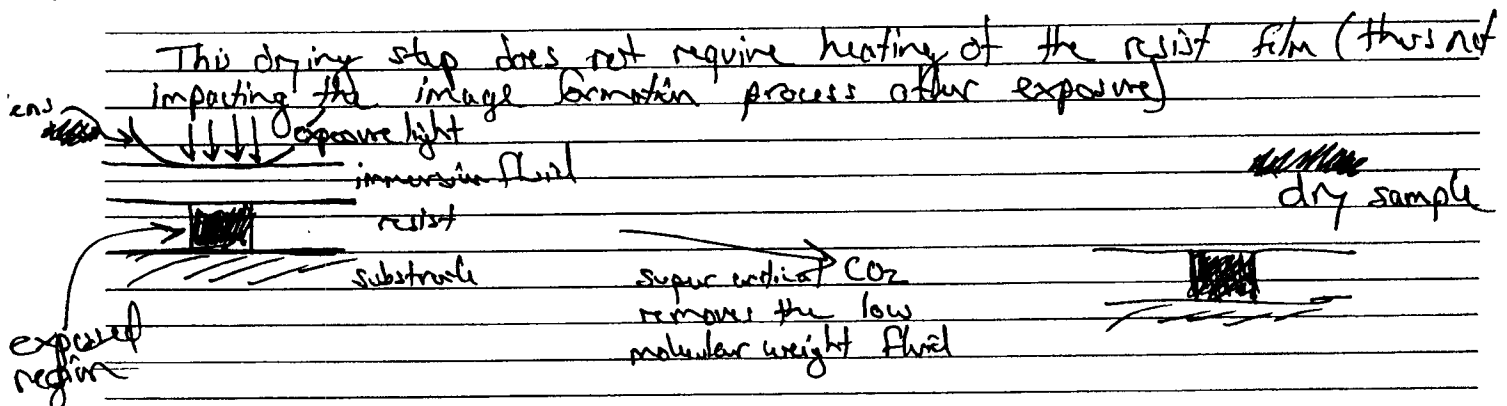 This drying step does not require heating of the resist film (thus not
impacting the image formation process after exposure)
lens
exposure light
immersion fluid
dry sample
resist
substrate
super critical CO2
removes the low
molecular weight fluid
exposed
region